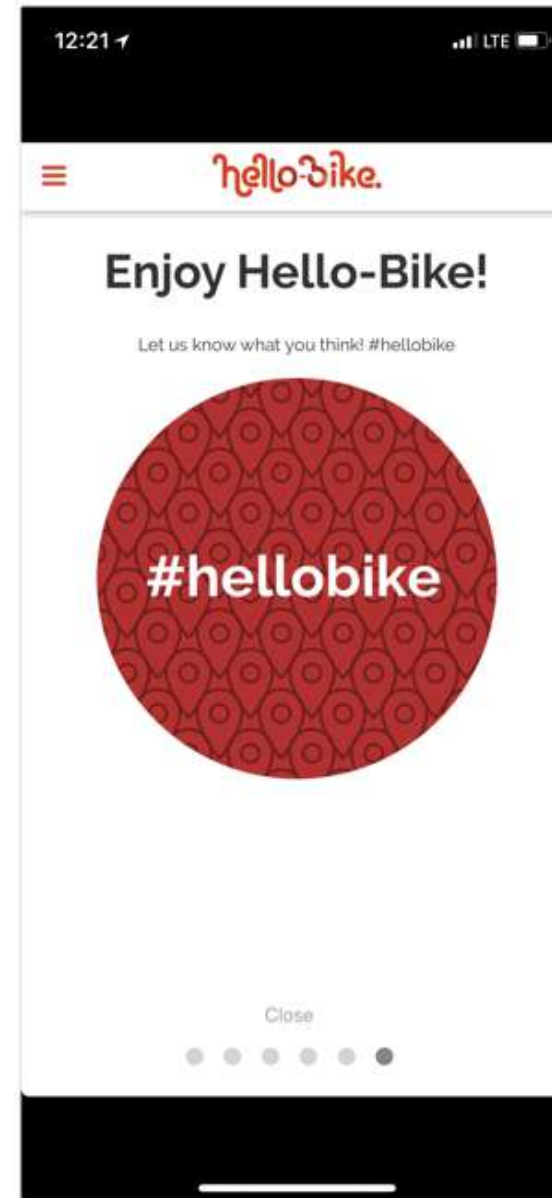 12:21
LTE
hello-Bike.
Enjoy Hello-Bike!
Let us know what you think! #hellobike
#hellobike
Close